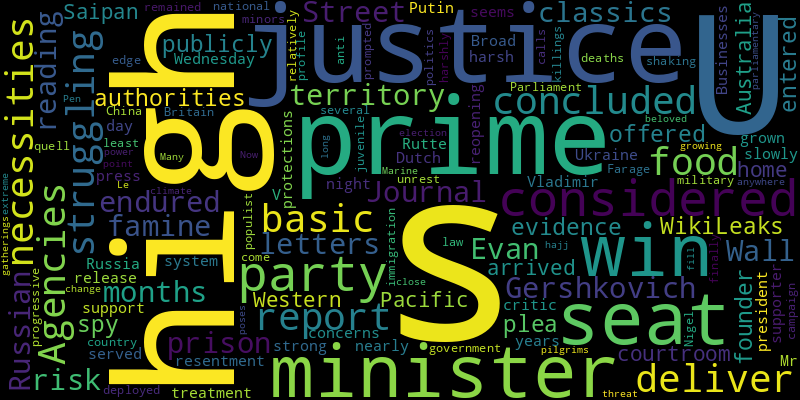 remained
national
Putin
Saipan
minors
Street
seems
classics
justice
U
high
reading
publicly
relatively
profile
anti
prompted
politics
harshly
Broad
harsh
calls
killings
deaths
shaking
Businesses
Australia
parliamentary
entered
necessities
struggling
edge
Wednesday
authorities
territory
Parliament
concluded
Pen
China
Britain
day
quell
least
power
point
Many
Now
press
protections
several
prime
election
long
juvenile
Rutte
Dutch
Marine
unrest
reopening
offered
beloved
growing
Ukraine
Farage
food
military
anywhere
grown
slowly
home
extreme
gatherings
Agencies
endured
famine
night
Journal
Vladimir
considered
V
populist
basic
letters
S
law
immigration
close
Evan
hajj
evidence
WikiLeaks
win
Wall
fill
finally
Russia
system
release
change
support
months
come
party
Western
Pacific
arrived
Gershkovich
founder
president
supporter
campaign
Russian
progressive
spy
country
served
climate
report
concerns
poses
critic
plea
years
seat
Nigel
risk
deployed
prison
resentment
treatment
strong
nearly
minister
government
pilgrims
threat
courtroom
deliver
Mr
Le